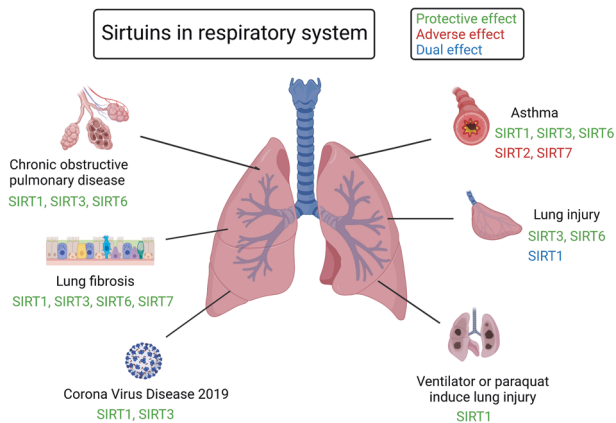 Sirtuins in respiratory system
Protective effect
Adverse effect
Dual effect
Chronic obstructive
pulmonary disease
SIRT1, SIRT3, SIRT6
Lung fibrosis
SIRT1, SIRT3, SIRT6, SIRT7
Corona Virus Disease 2019
SIRT1, SIRT3
Asthma
SIRT1, SIRT3, SIRT6
SIRT2, SIRT7
Lung injury
SIRT3, SIRT6
SIRT1
Ventilator or paraquat
induce lung injury
SIRT1